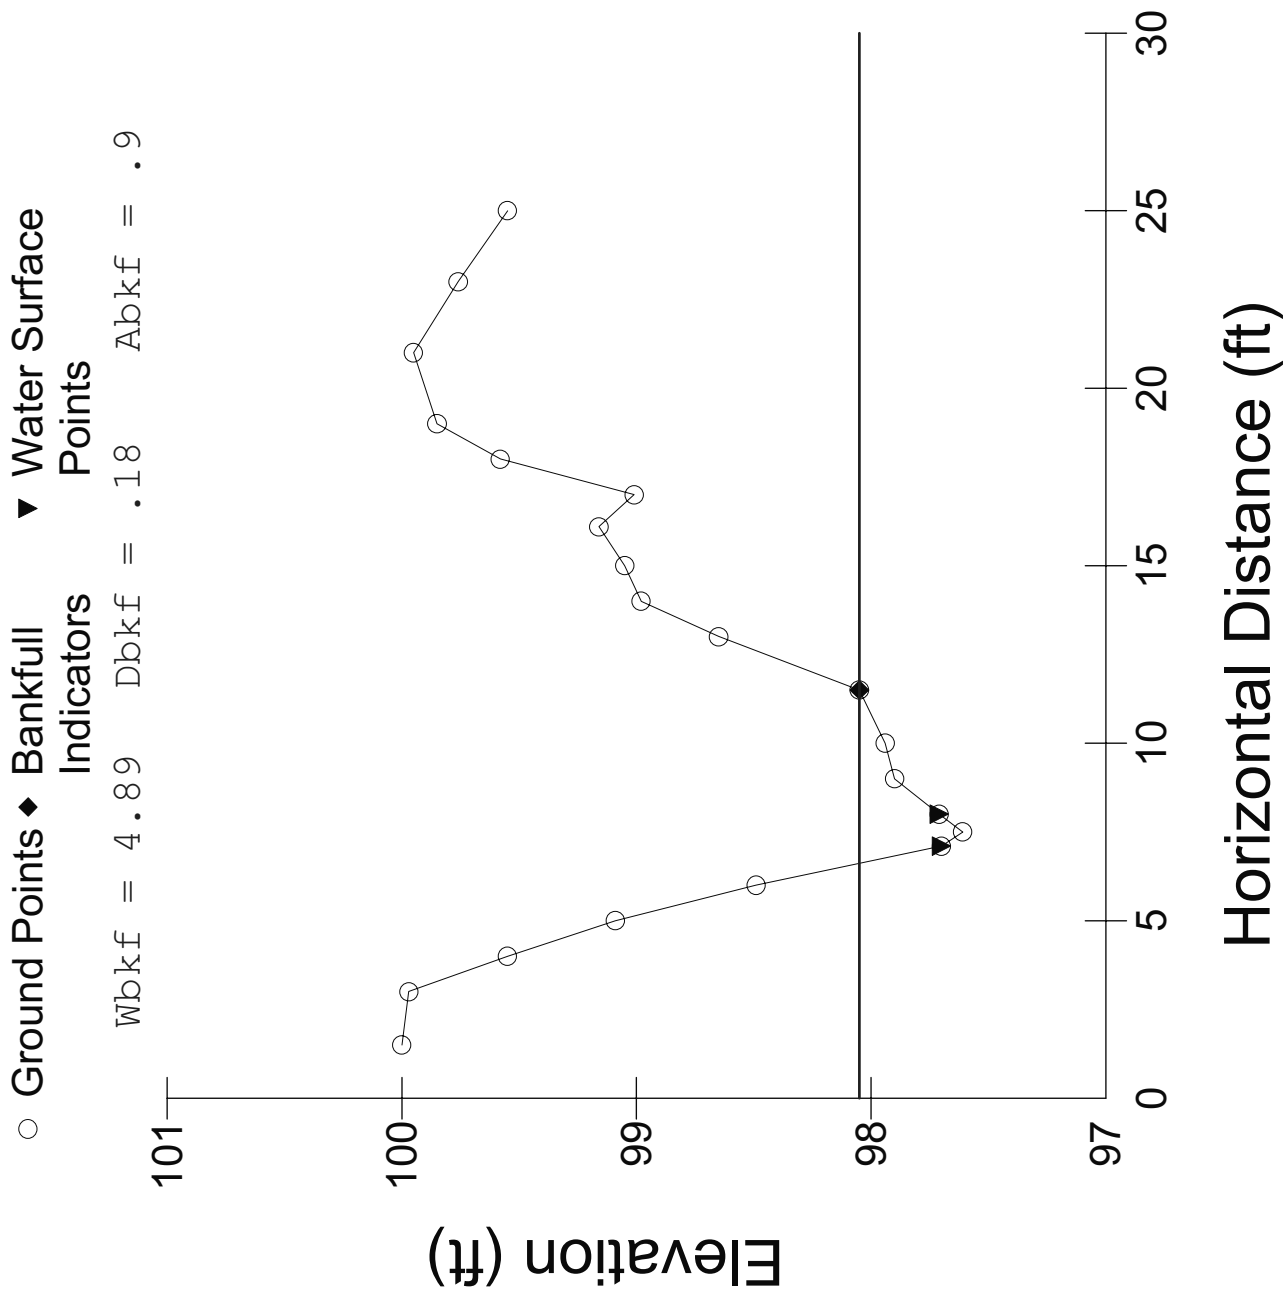 ○ Ground Points ◆ Bankfull Indicators ▼ Water Surface Points
Wbkf = 4.89 Dbkf = .18 Abkf = .9
Elevation (ft)
101
100
99
98
97
0 5 10 15 20 25 30
Horizontal Distance (ft)